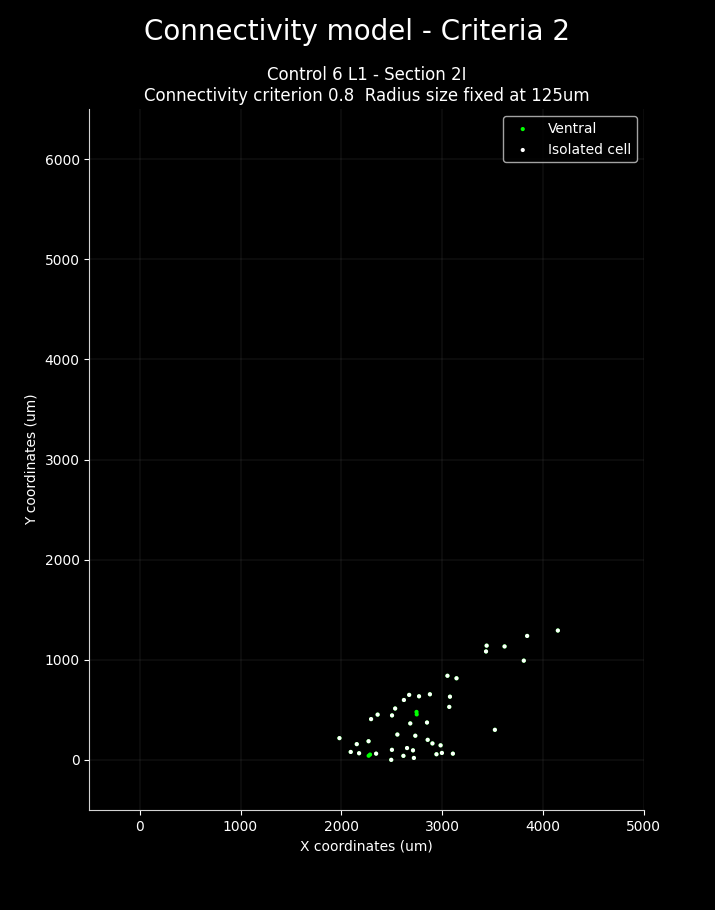 Connectivity model - Criteria 2
Control 6 L1 - Section 2I
Connectivity criterion 0.8  Radius size fixed at 125um
Ventral
Isolated cell
6000
5000
4000
3000
2000
1000
0
Y coordinates (um)
0 1000 2000 3000 4000 5000
X coordinates (um)